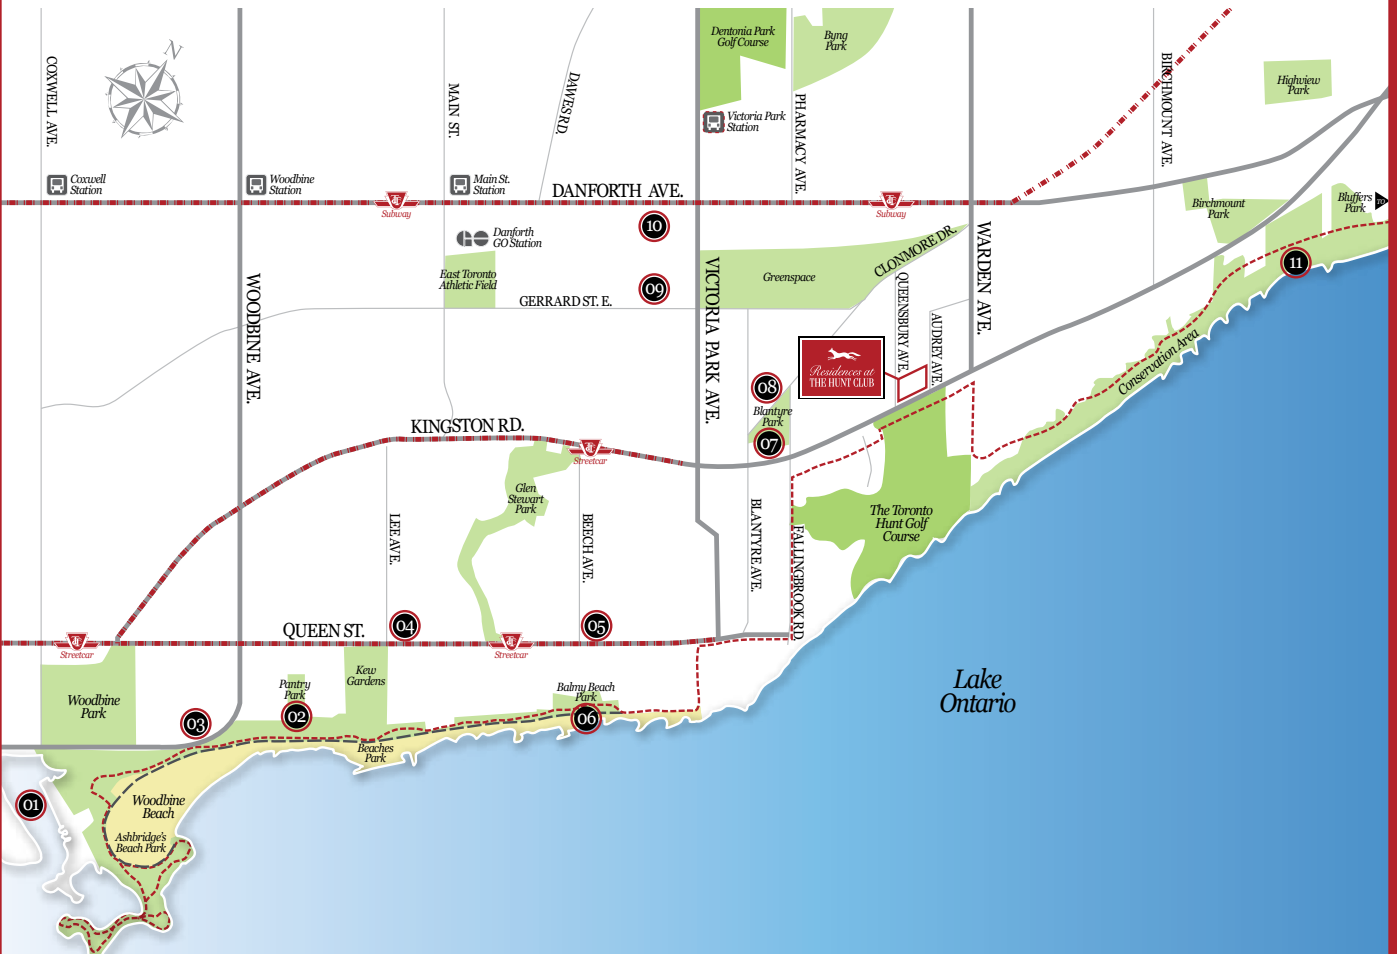 N
COXWELL AVE.
MAIN ST.
DAWES RD.
Dentonia Park
Golf Course
Byng
Park
PHARMACY AVE.
Victoria Park
Station
BIRCHMOUNT AVE.
Highview
Park
Coxwell
Station
Woodbine
Station
Main St.
Station
DANFORTH AVE.
Subway
Subway
10
Danforth
GO Station
East Toronto
Athletic Field
09
GERRARD ST. E.
Greenspace
CLONMORE DR.
WARDEN AVE.
Birchmount
Park
Bluffers
Park
TO
11
WOODBINE AVE.
VICTORIA PARK AVE.
QUEENSBURY AVE.
AUDREY AVE.
Residences at
THE HUNT CLUB
08
Blantyre
Park
07
Conservation Area
KINGSTON RD.
Streetcar
Glen
Stewart
Park
LEE AVE.
BEECH AVE.
BLANTYRE AVE.
FALLINGBROOK RD.
The Toronto
Hunt Golf
Course
QUEEN ST.
04
05
Streetcar
Streetcar
Woodbine
Park
Pantry
Park
02
Kew
Gardens
Balmy Beach
Park
06
03
Beaches
Park
Lake
Ontario
01
Woodbine
Beach
Ashbridge's
Beach Park